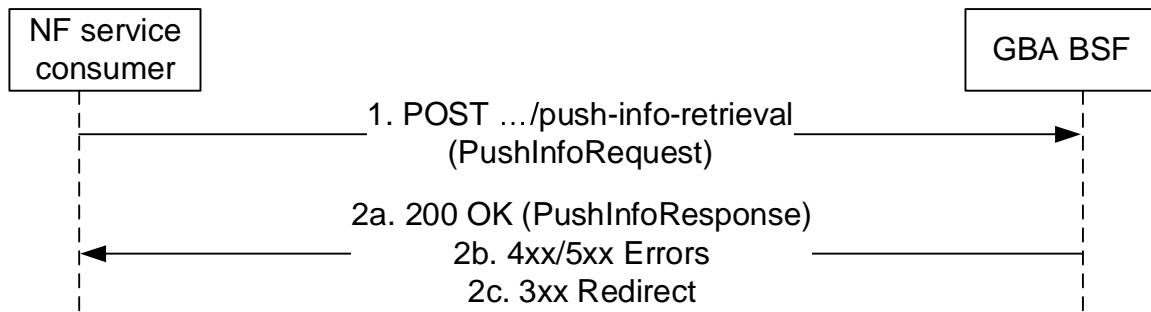 NF service
consumer
GBA BSF
1. POST …/push-info-retrieval
(PushInfoRequest)
2a. 200 OK (PushInfoResponse)
2b. 4xx/5xx Errors
2c. 3xx Redirect